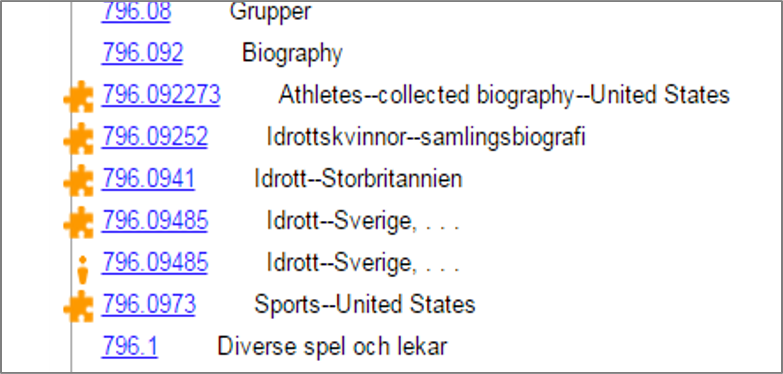 796.08 Grupper
796.092 Biography
796.092273 Athletes--collected biography--United States
796.09252 Idrottskvinnor--samlingsbiografi
796.0941 Idrott--Storbritannien
796.09485 Idrott--Sverige, . . .
796.09485 Idrott--Sverige, . . .
796.0973 Sports--United States
796.1 Diverse spel och lekar